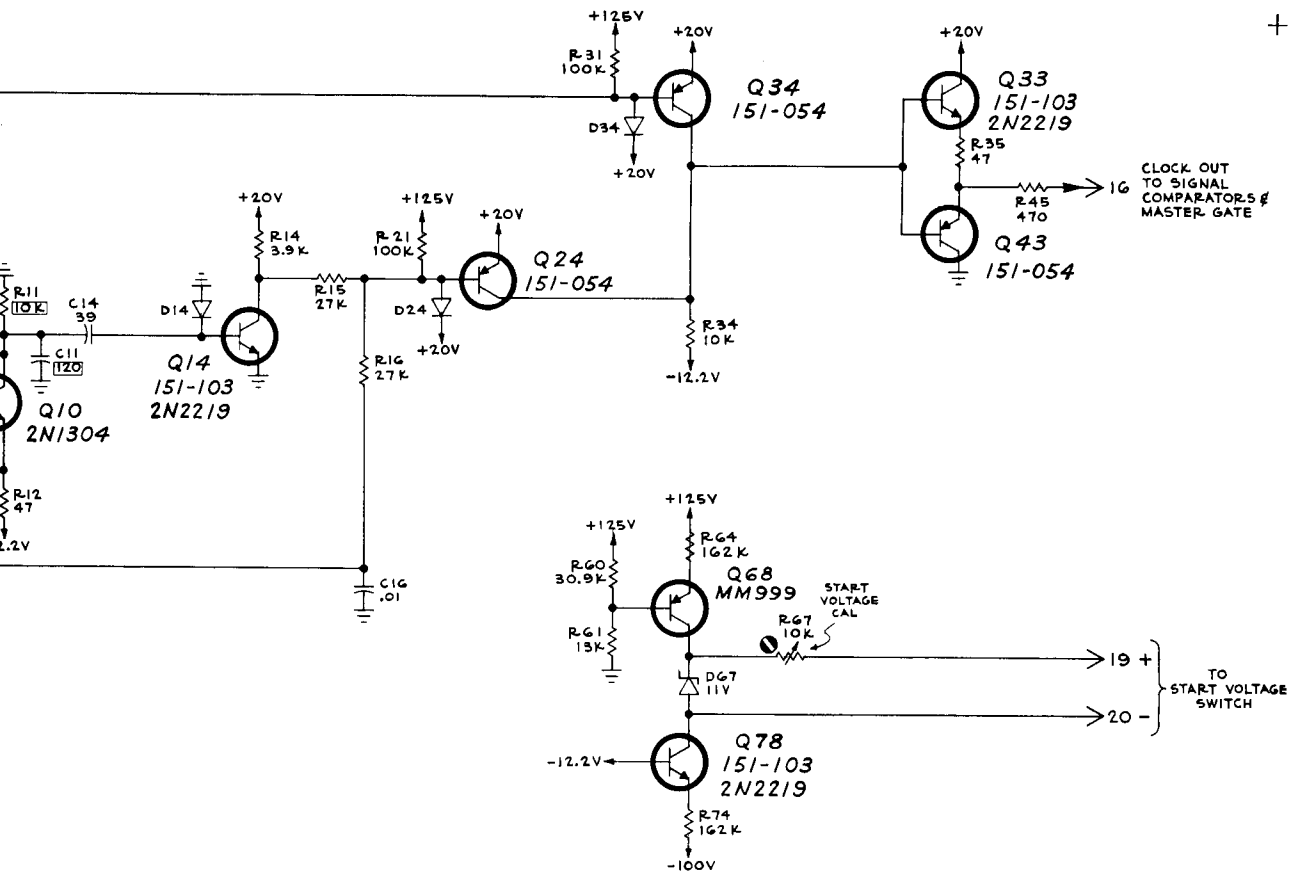 +125V
R31
100K
+20V
Q34
151-054
D34
+20V
+20V
Q33
151-103
2N2219
R35
47
16
R45
470
CLOCK OUT
TO SIGNAL
COMPARATORS &
MASTER GATE
Q43
151-054
+20V
R14
3.9K
+125V
R21
100K
+20V
Q24
151-054
R15
27K
D24
+20V
R34
10K
-12.2V
R11
10K
C14
39
D14
C11
120
Q14
151-103
2N2219
R16
27K
Q10
2N1304
R12
47
2.2V
C16
.01
+125V
R64
162K
+125V
R60
30.9K
Q68
MM999
START
VOLTAGE
CAL
R67
10K
R61
13K
19 +
D67
11V
TO
START VOLTAGE
SWITCH
20 -
Q78
151-103
2N2219
-12.2V
R74
162K
-100V